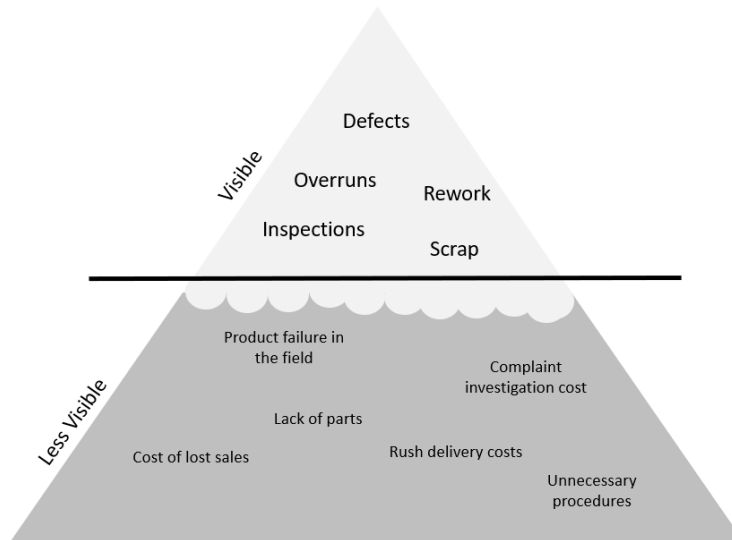 Defects
Visible
Overruns
Rework
Inspections
Scrap
Product failure in
the field
Complaint
investigation cost
Less Visible
Lack of parts
Cost of lost sales
Rush delivery costs
Unnecessary
procedures